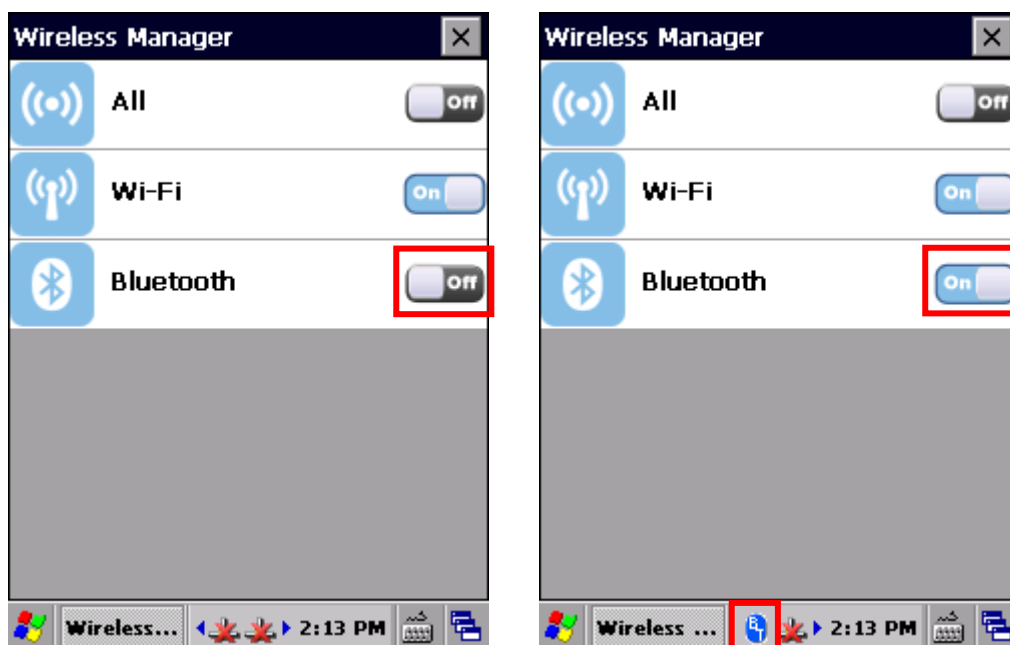 Wireless Manager
All
Off
Wi-Fi
On
Bluetooth
Off
Wireless... 2:13 PM
Wireless Manager
All
Off
Wi-Fi
On
Bluetooth
On
Wireless ... BT 2:13 PM